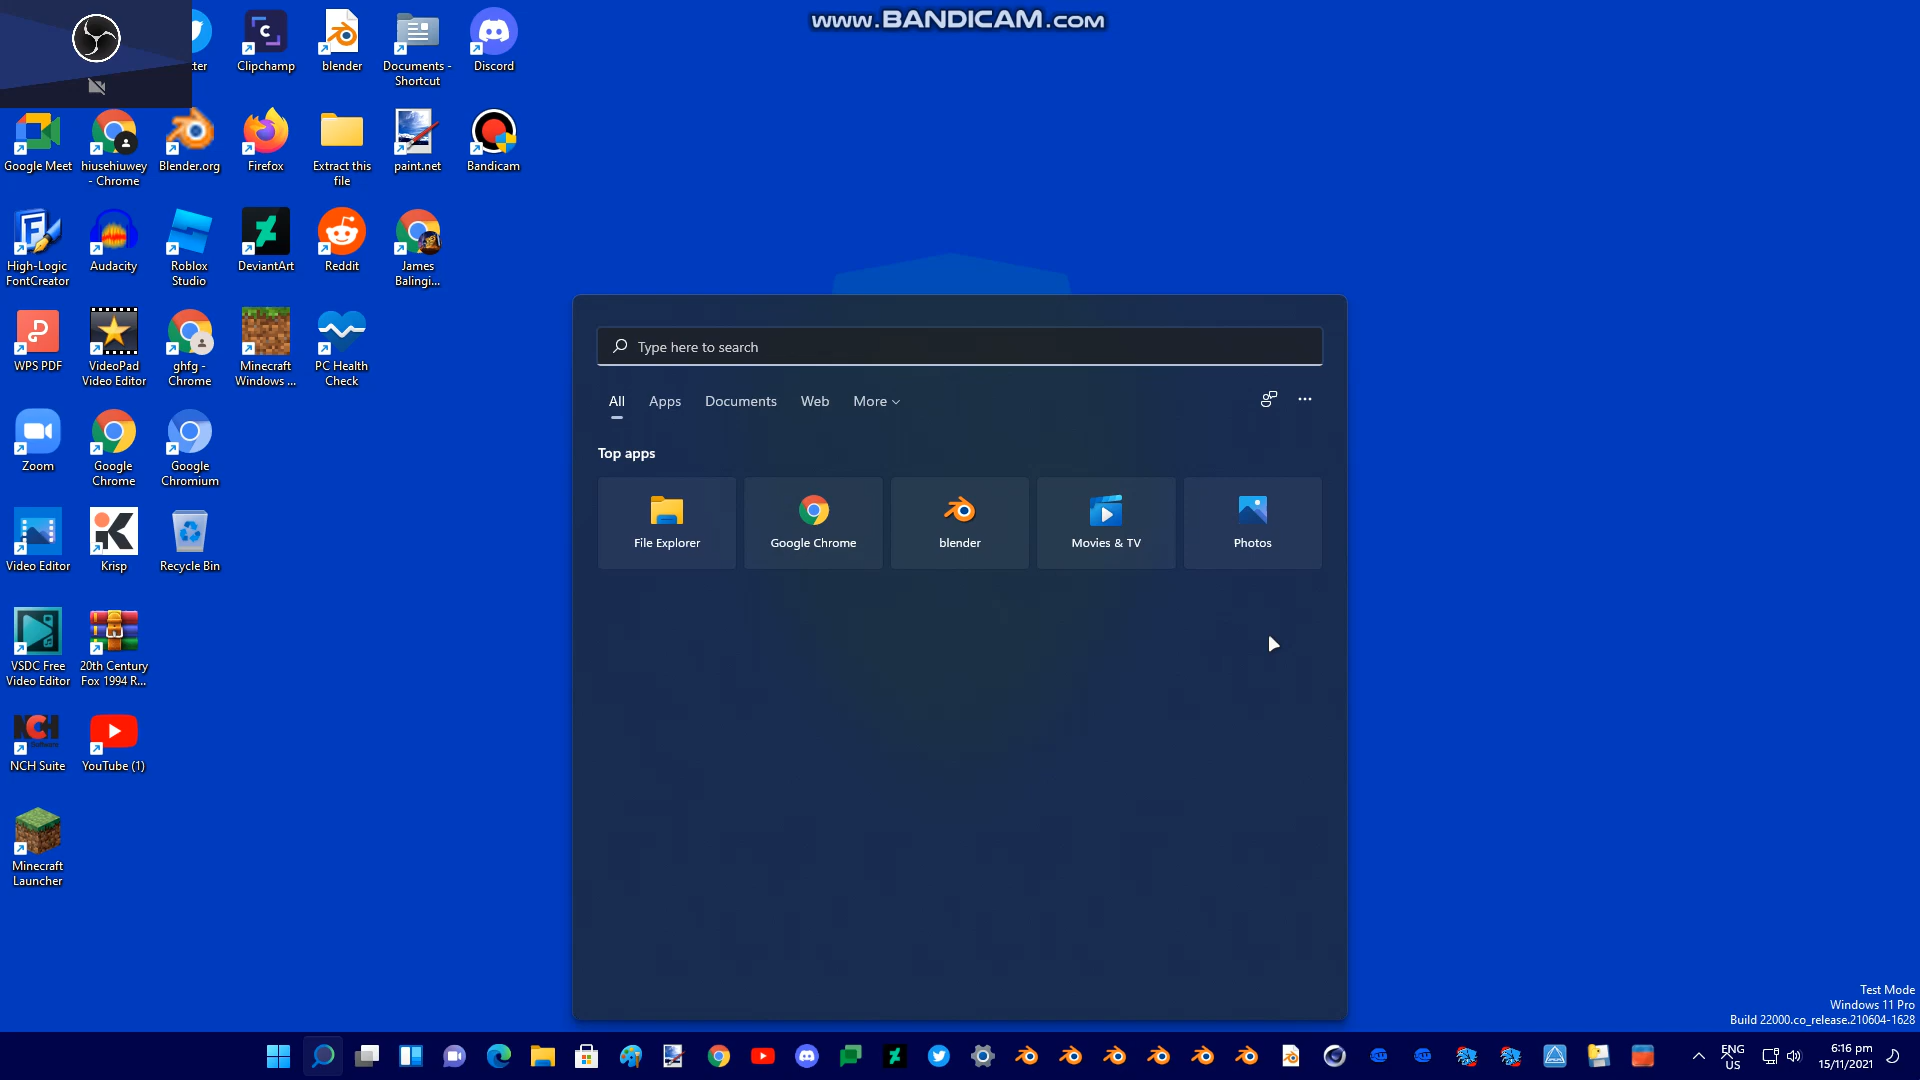 www.BANDICAM.com
tter
Clipchamp
blender
Documents -
Shortcut
Discord
Google Meet
hiusehiuwey
- Chrome
Blender.org
Firefox
Extract this
file
paint.net
Bandicam
High-Logic
FontCreator
Audacity
Roblox
Studio
DeviantArt
Reddit
James
Balingi...
WPS PDF
VideoPad
Video Editor
ghfg -
Chrome
Minecraft
Windows ...
PC Health
Check
Zoom
Google
Chrome
Google
Chromium
Video Editor
Krisp
Recycle Bin
VSDC Free
Video Editor
20th Century
Fox 1994 R...
NCH
NCH Suite
YouTube (1)
Minecraft
Launcher
Type here to search
All
Apps
Documents
Web
More
Top apps
File Explorer
Google Chrome
blender
Movies & TV
Photos
Test Mode
Windows 11 Pro
Build 22000.co_release.210604-1628
ENG
US
6:16 pm
15/11/2021